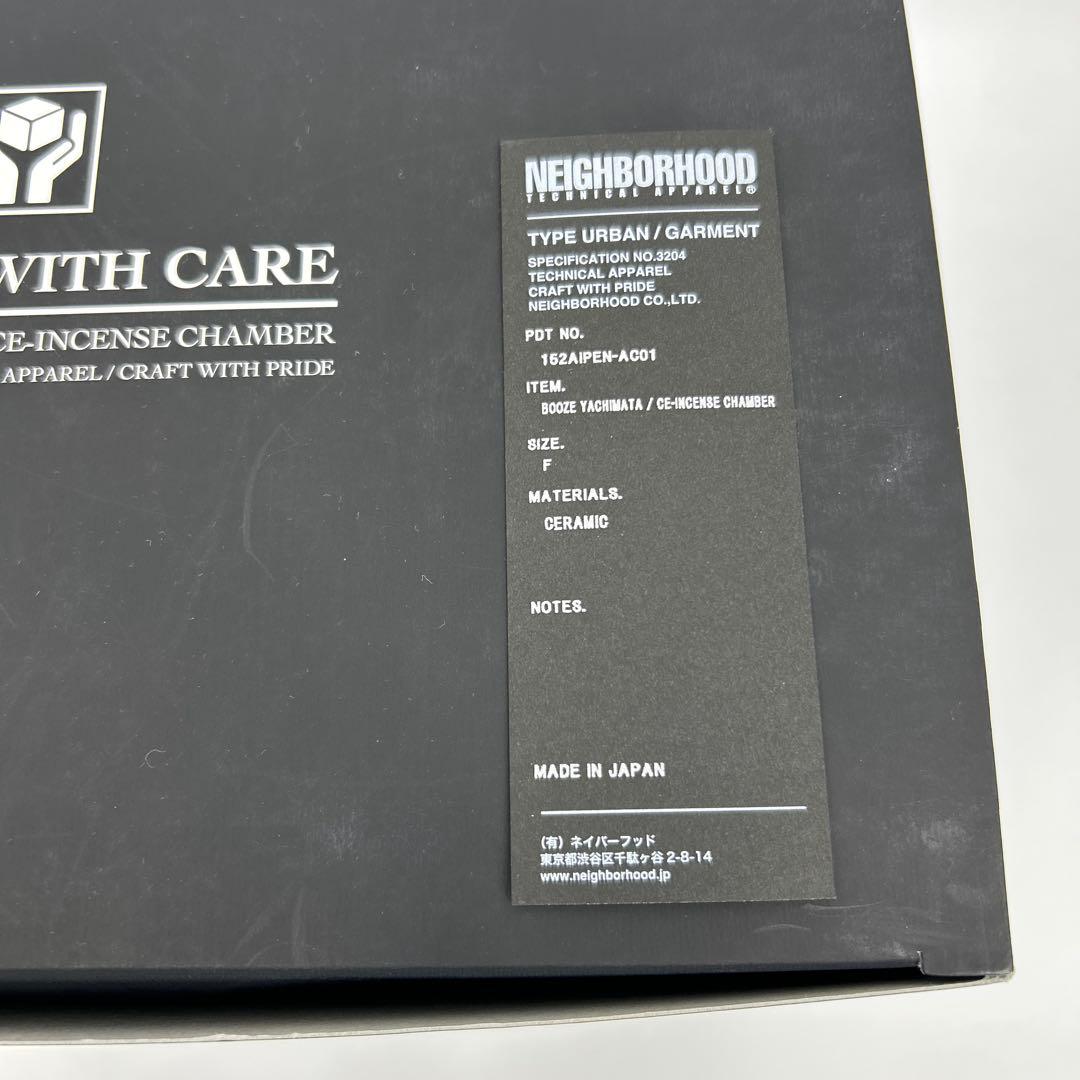 WITH CARE
CE-INCENSE CHAMBER
APPAREL / CRAFT WITH PRIDE
NEIGHBORHOOD
TECHNICAL APPAREL®
TYPE URBAN / GARMENT
SPECIFICATION NO.3204
TECHNICAL APPAREL
CRAFT WITH PRIDE
NEIGHBORHOOD CO.,LTD.
PDT NO.
152AIPEN-AC01
ITEM.
BOOZE YACHIMATA / CE-INCENSE CHAMBER
SIZE.
F
MATERIALS.
CERAMIC
NOTES.
MADE IN JAPAN
(有) ネイバーフッド
東京都渋谷区千駄ヶ谷 2-8-14
www.neighborhood.jp